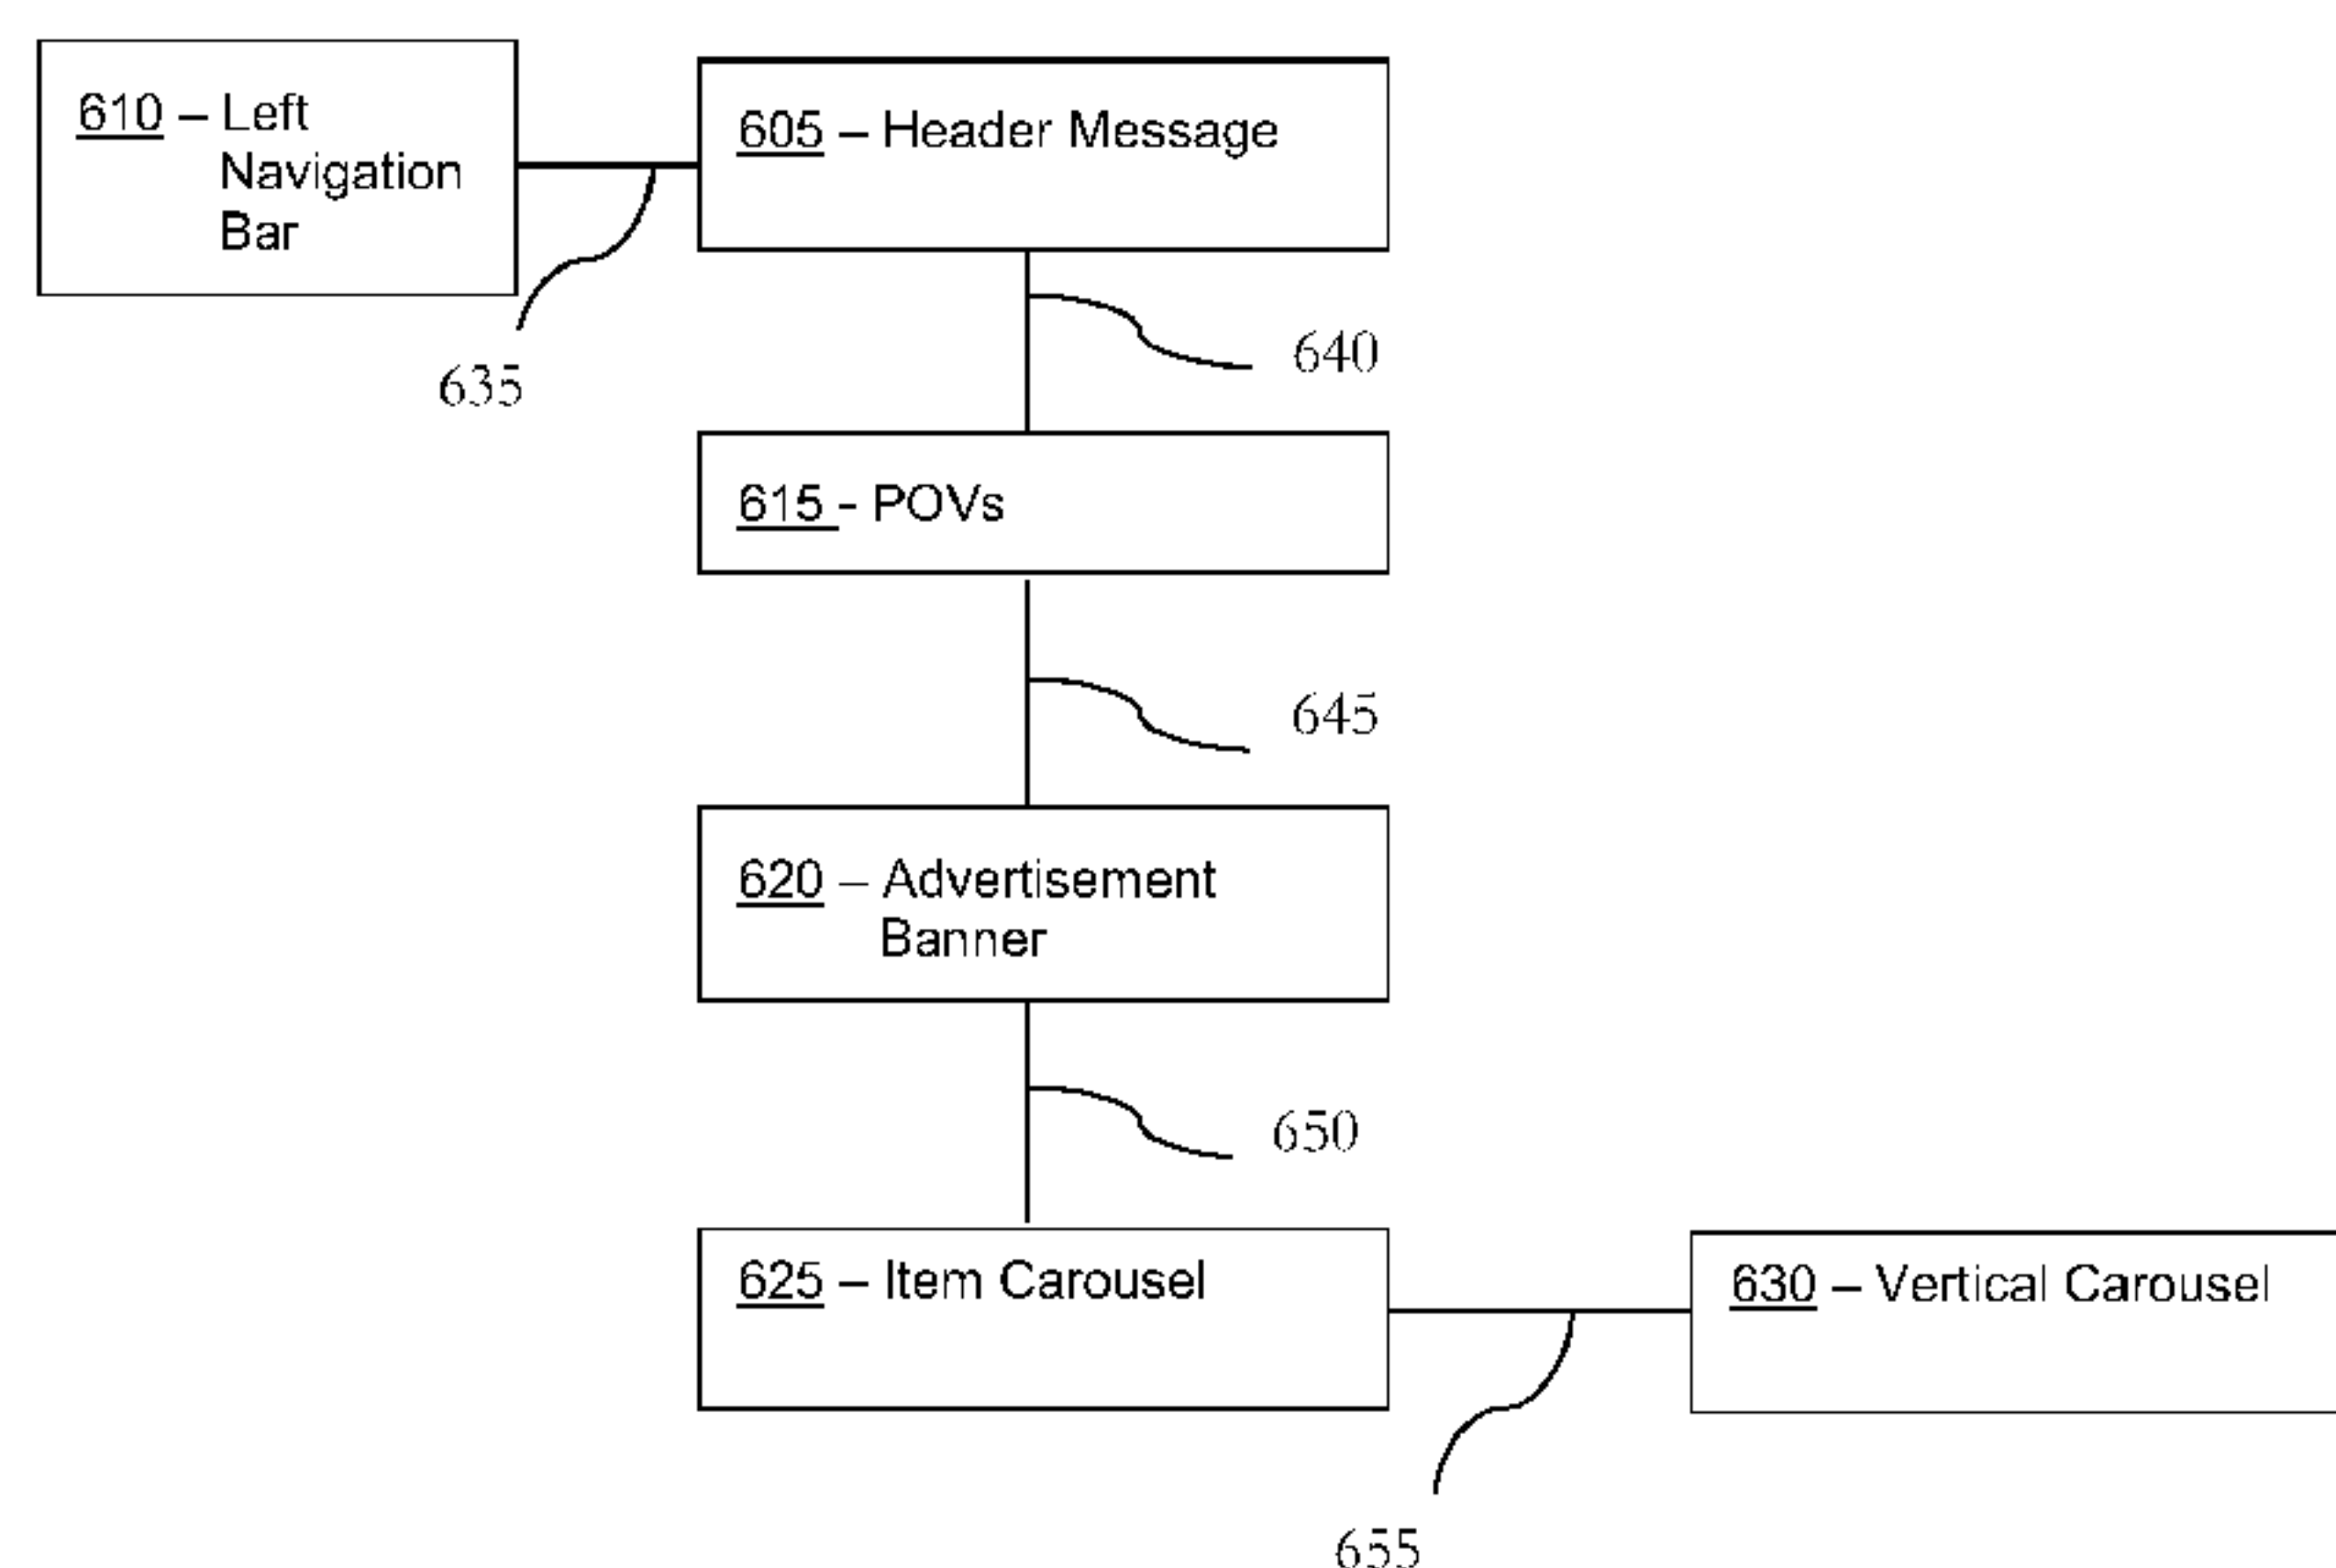 610 – Left
Navigation
Bar
605 – Header Message
635
640
615 - POVs
645
620 – Advertisement
Banner
650
625 – Item Carousel
630 – Vertical Carousel
655